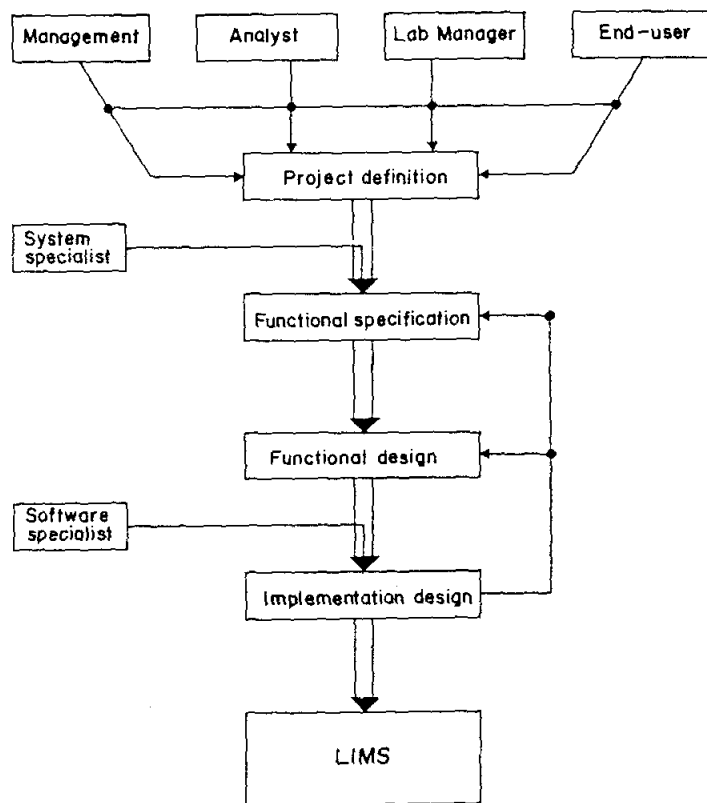 Management
Analyst
Lab Manager
End-user
Project definition
System
specialist
Functional specification
Functional design
Software
specialist
Implementation design
LIMS